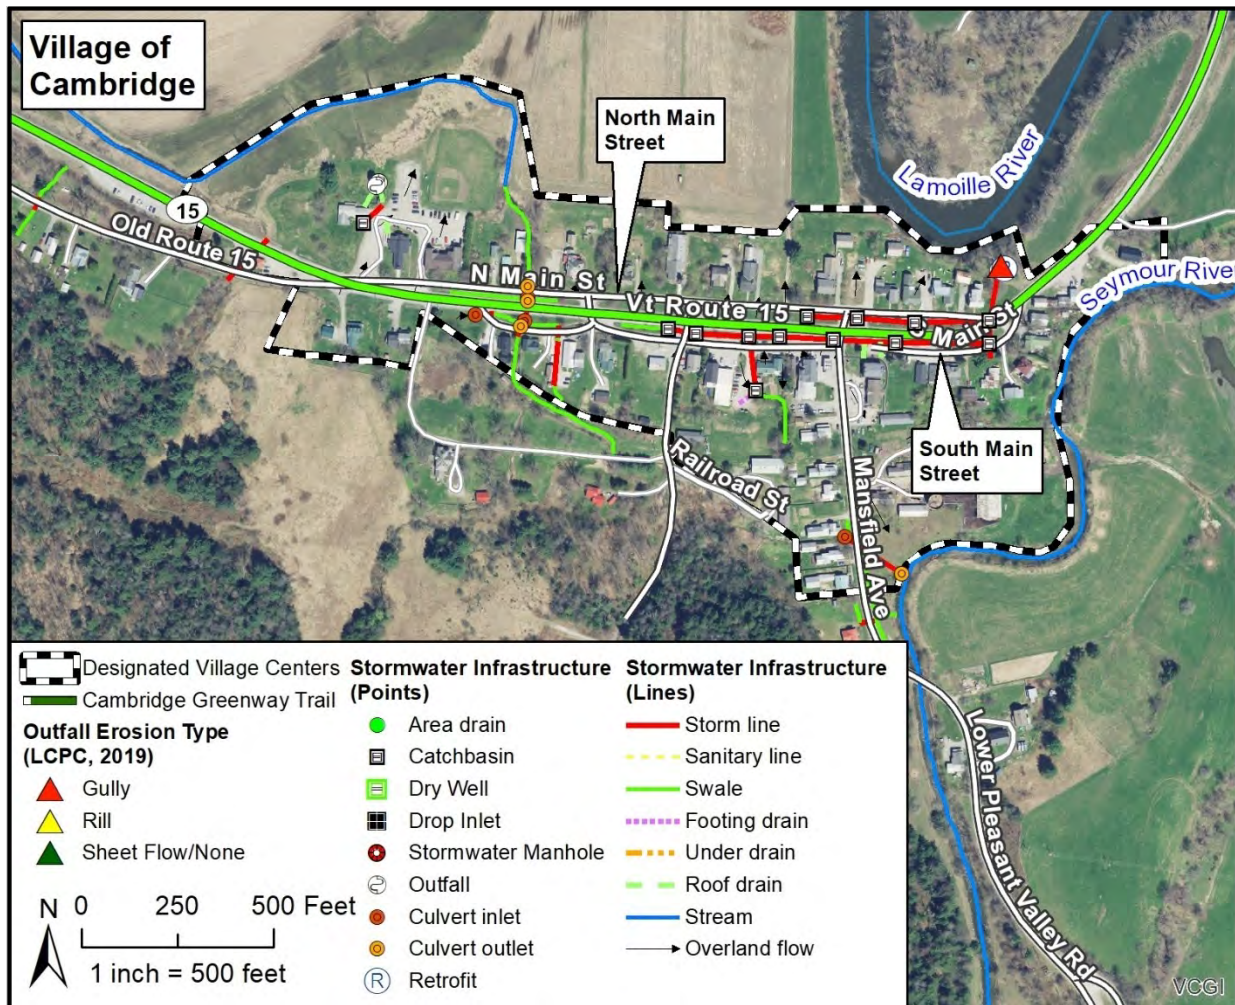 Village of
Cambridge
North Main
Street
Lamoille River
15
Old Route 15
N Main St
Vt Route 15
Seymour River
S Main St
South Main
Street
Railroad St
Mansfield Ave
Lower Pleasant Valley Rd
Designated Village Centers
Cambridge Greenway Trail
Outfall Erosion Type
(LCPC, 2019)
Gully
Rill
Sheet Flow/None
N
0 250 500 Feet
1 inch = 500 feet
Stormwater Infrastructure
(Points)
Area drain
Catchbasin
Dry Well
Drop Inlet
Stormwater Manhole
Outfall
Culvert inlet
Culvert outlet
R Retrofit
Stormwater Infrastructure
(Lines)
Storm line
Sanitary line
Swale
Footing drain
Under drain
Roof drain
Stream
Overland flow
VCGI